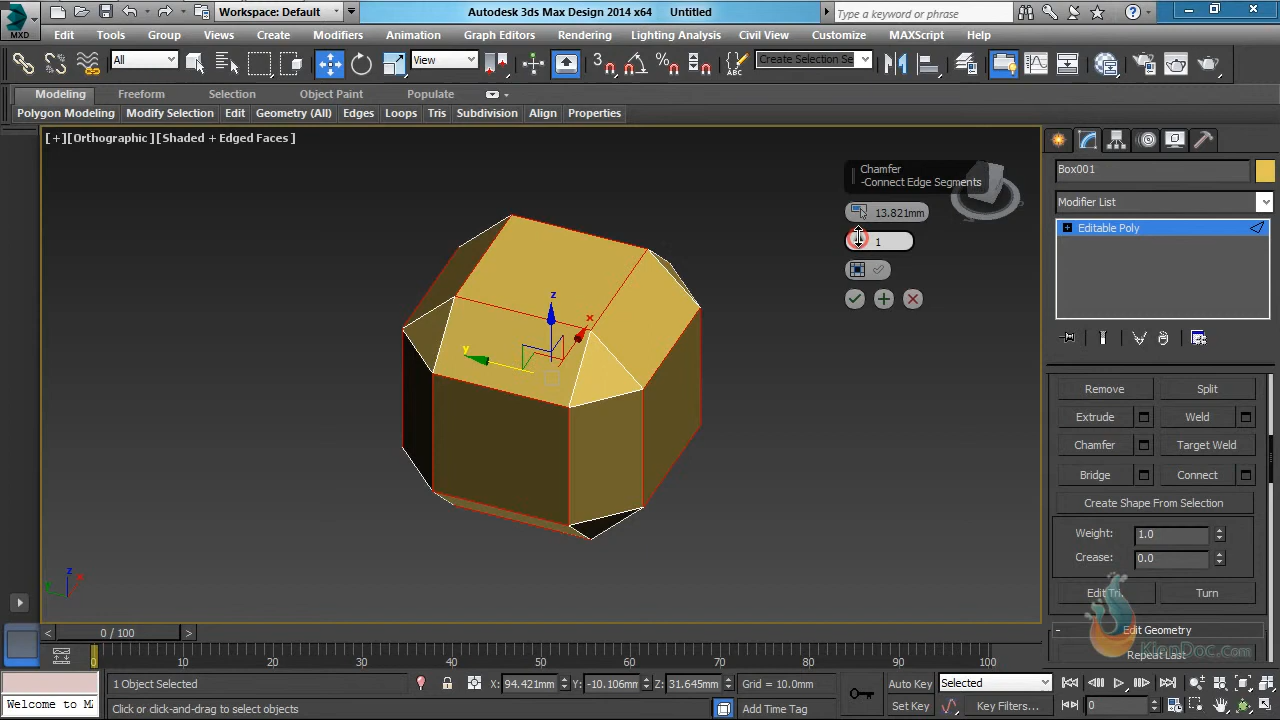 Workspace: Default
Autodesk 3ds Max Design 2014 x64 Untitled
Type a keyword or phrase
MXD
Edit Tools Group Views Create Modifiers Animation Graph Editors Rendering Lighting Analysis Civil View Customize MAXScript Help
All View 3 Create Selection Se
Modeling Freeform Selection Object Paint Populate
Polygon Modeling Modify Selection Edit Geometry (All) Edges Loops Tris Subdivision Align Properties
[+][Orthographic][Shaded + Edged Faces]
Chamfer
-Connect Edge Segments
13.821mm
1
z
x
y
z
Box001
Modifier List
Editable Poly
Remove Split
Extrude Weld
Chamfer Target Weld
Bridge Connect
Create Shape From Selection
Weight: 1.0
Crease: 0.0
Edit Tri. Turn
- Edit Geometry
Repeat Last
KienDoc.com
0 / 100
0 10 20 30 40 50 60 70 80 90 100
1 Object Selected X: 94.421mm Y: -10.106mm Z: 31.645mm Grid = 10.0mm Auto Key Selected
Welcome to M Click or click-and-drag to select objects Add Time Tag Set Key Key Filters... 0